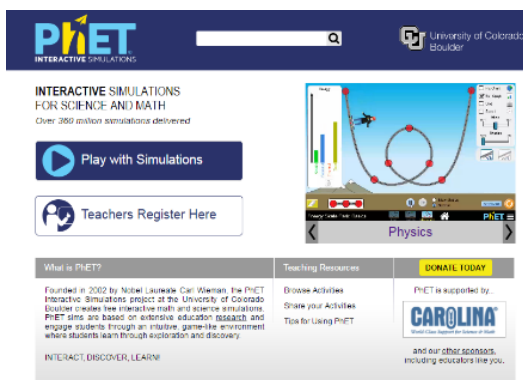 PhET
INTERACTIVE SIMULATIONS
University of Colorado
Boulder
INTERACTIVE SIMULATIONS
FOR SCIENCE AND MATH
Over 360 million simulations delivered
Play with Simulations
Teachers Register Here
PhET
Physics
What is PhET?
Founded in 2002 by Nobel Laureate Carl Wieman, the PhET
Interactive Simulations project at the University of Colorado
Boulder creates free interactive math and science simulations.
PhET sims are based on extensive education research and
engage students through an intuitive, game-like environment
where students learn through exploration and discovery.
INTERACT, DISCOVER, LEARN!
Teaching Resources
Browse Activities
Share your Activities
Tips for Using PhET
DONATE TODAY
PhET is supported by
CAROLINA
World-Class Support for Science & Math
and our other sponsors,
including educators like you.